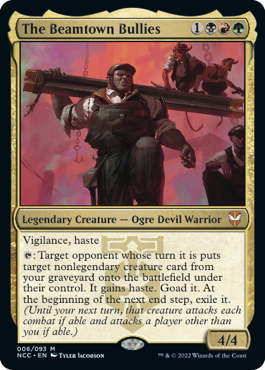 The Beamtown Bullies 1
Legendary Creature — Ogre Devil Warrior
Vigilance, haste
: Target opponent whose turn it is puts
target nonlegendary creature card from
your graveyard onto the battlefield under
their control. It gains haste. Goad it. At
the beginning of the next end step, exile it.
(Until your next turn, that creature attacks each
combat if able and attacks a player other than
you if able.)
4/4
006/093 M
NCC • EN Tyler Jacobson
™ & © 2022 Wizards of the Coast